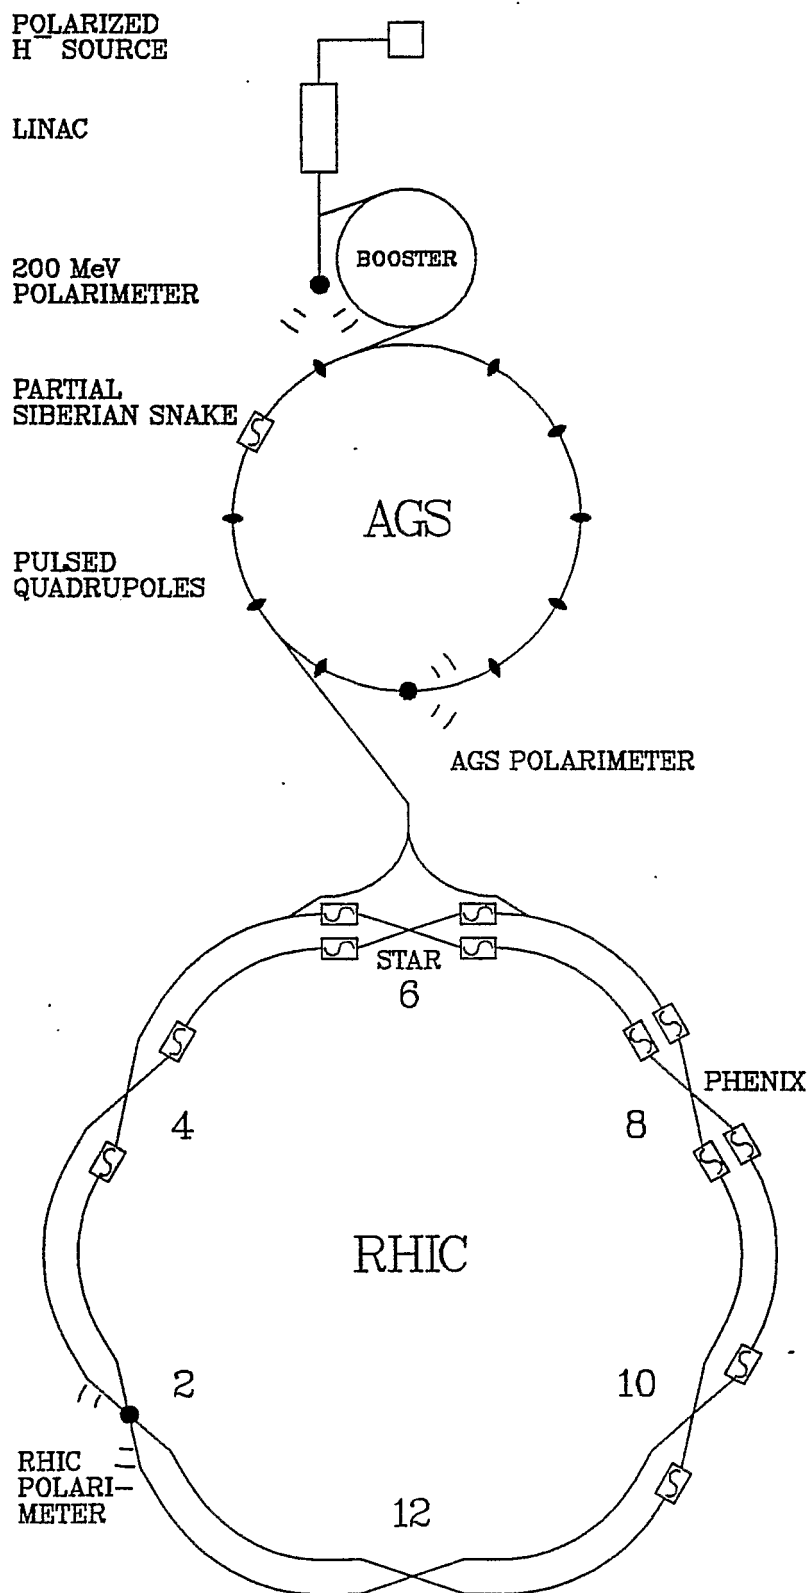 POLARIZED
H⁻ SOURCE
LINAC
BOOSTER
200 MeV
POLARIMETER
PARTIAL
SIBERIAN SNAKE
AGS
PULSED
QUADRUPOLES
AGS POLARIMETER
STAR
6
PHENIX
4
8
RHIC
2
10
RHIC
POLARI-
METER
12